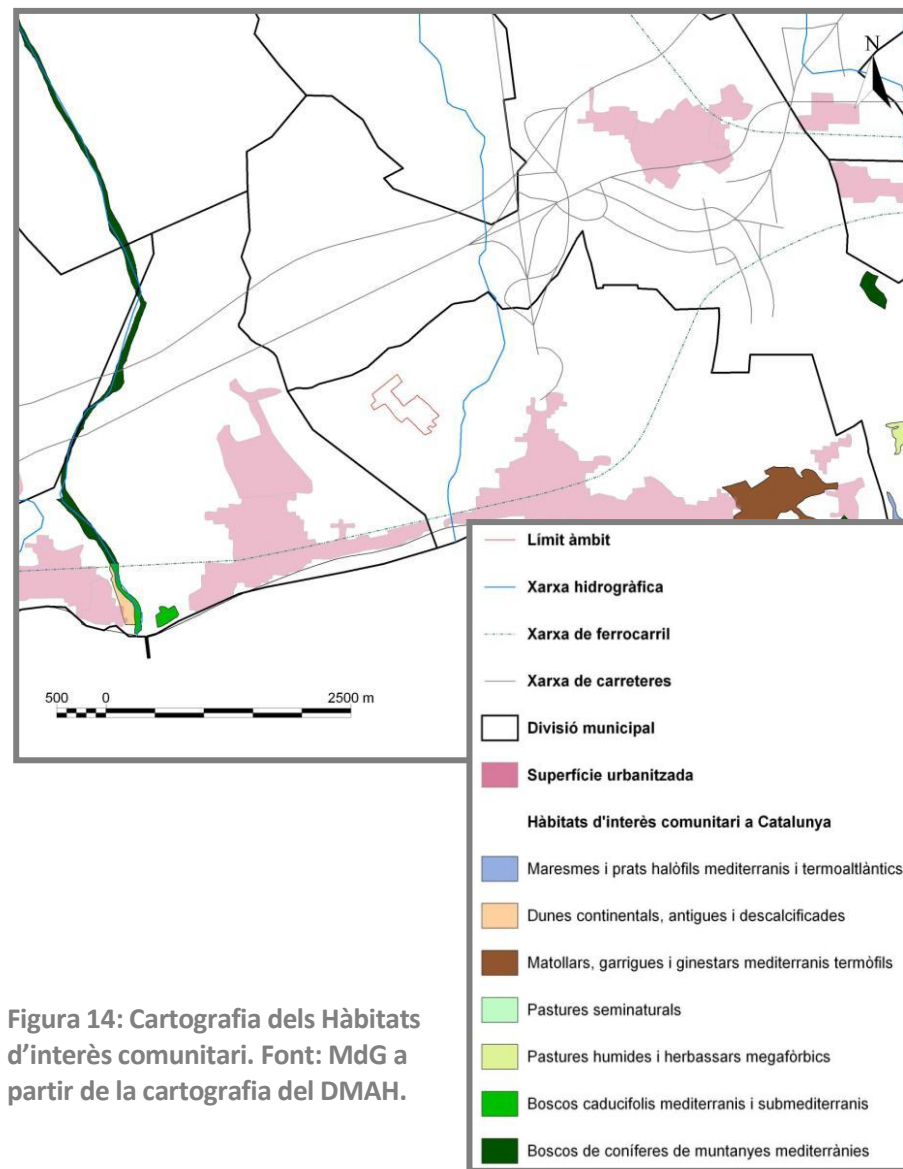 N
500 0 2500 m
Límit àmbit
Xarxa hidrogràfica
Xarxa de ferrocarril
Xarxa de carreteres
Divisió municipal
Superfície urbanitzada
Hàbitats d'interès comunitari a Catalunya
Maresmes i prats halòfils mediterranis i termoaltlàntics
Dunes continentals, antigues i descalcificades
Matollars, garrigues i ginestars mediterranis termòfils
Pastures seminaturals
Pastures humides i herbassars megafòrbics
Boscos caducifolis mediterranis i submediterranis
Boscos de coníferes de muntanyes mediterrànies
Figura 14: Cartografia dels Hàbitats
d’interès comunitari. Font: MdG a
partir de la cartografia del DMAH.